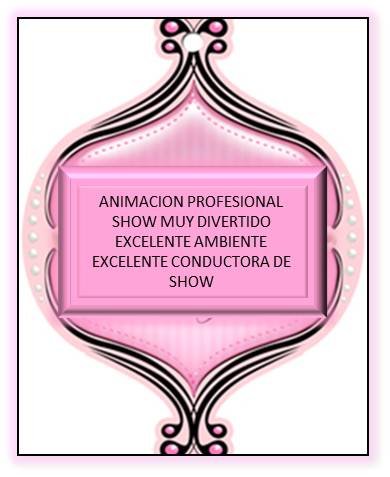 ANIMACION PROFESIONAL
SHOW MUY DIVERTIDO
EXCELENTE AMBIENTE
EXCELENTE CONDUCTORA DE
SHOW